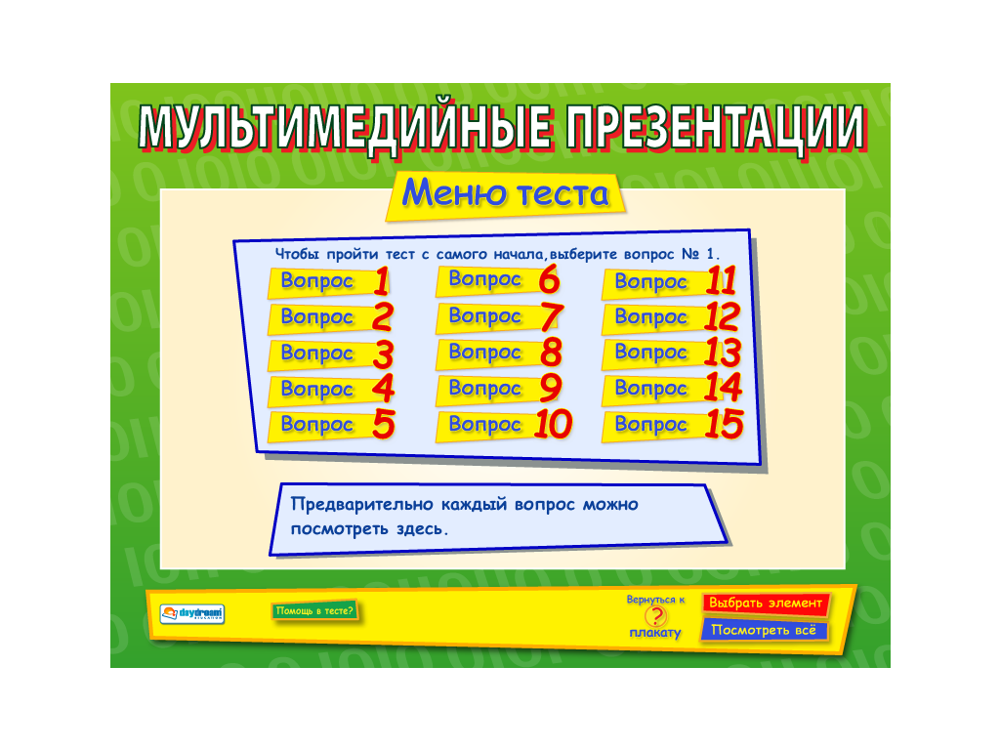 МУЛЬТИМЕДИЙНЫЕ ПРЕЗЕНТАЦИИ
Меню теста
Чтобы пройти тест с самого начала,выберите вопрос № 1.
Вопрос 1
Вопрос 2
Вопрос 3
Вопрос 4
Вопрос 5
Вопрос 6
Вопрос 7
Вопрос 8
Вопрос 9
Вопрос 10
Вопрос 11
Вопрос 12
Вопрос 13
Вопрос 14
Вопрос 15
Предварительно каждый вопрос можно
посмотреть здесь.
daydream
EDUCATION
Помощь в тесте?
Вернуться к
?
плакату
Выбрать элемент
Посмотреть всё